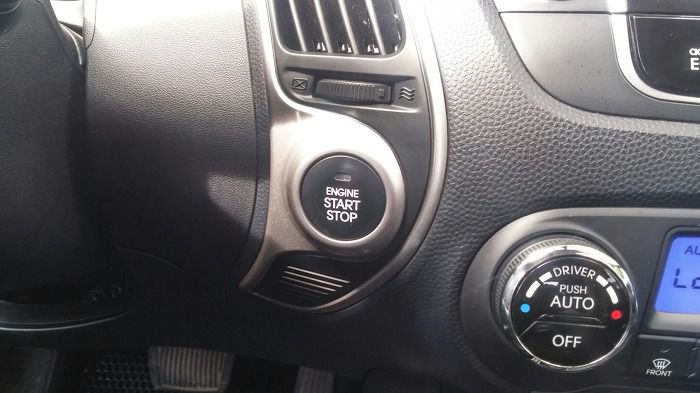 ENGINE
START
STOP
DRIVER
PUSH
AUTO
OFF
FRONT